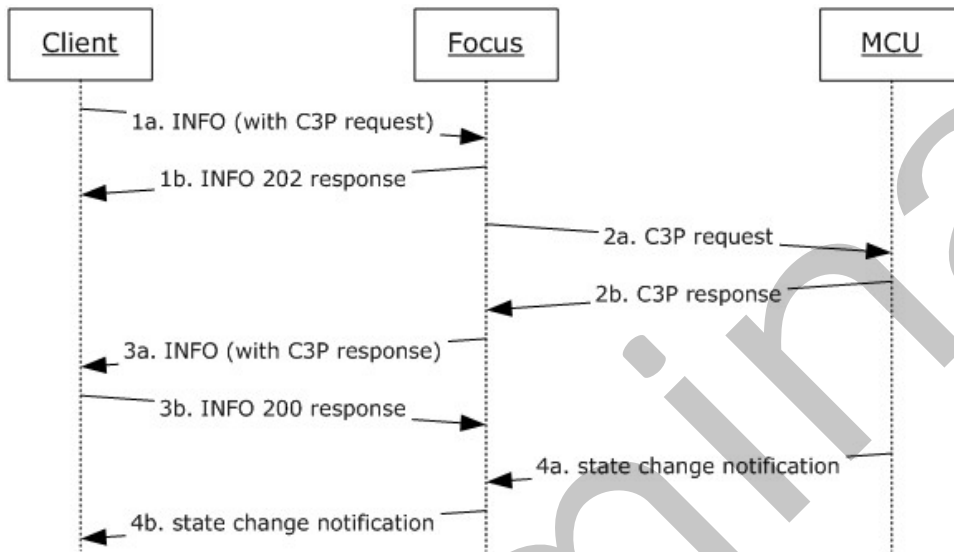 Client
Focus
MCU
1a. INFO (with C3P request)
1b. INFO 202 response
2a. C3P request
2b. C3P response
3a. INFO (with C3P response)
3b. INFO 200 response
4a. state change notification
4b. state change notification